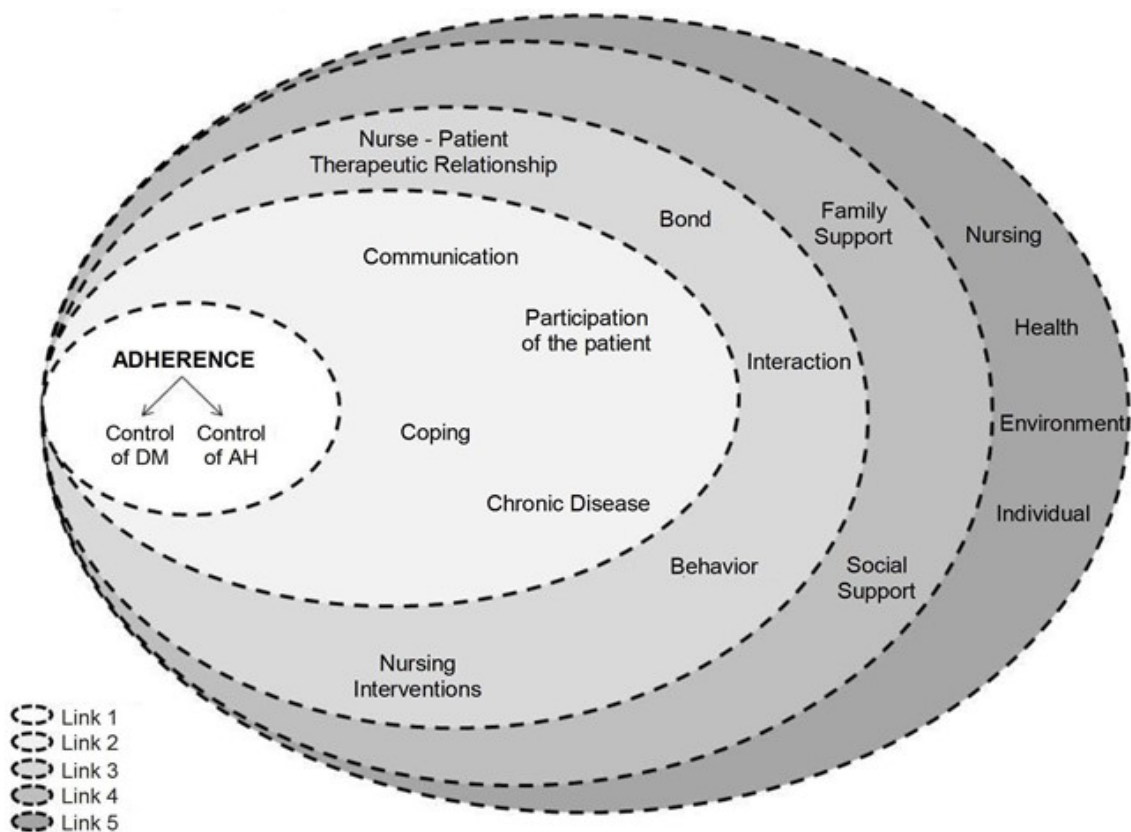 Nurse - Patient
Therapeutic Relationship
Bond
Family
Support
Nursing
Communication
Participation
of the patient
Health
ADHERENCE
Interaction
Control
of DM
Control
of AH
Coping
Environment
Chronic Disease
Individual
Behavior
Social
Support
Nursing
Interventions
Link 1
Link 2
Link 3
Link 4
Link 5